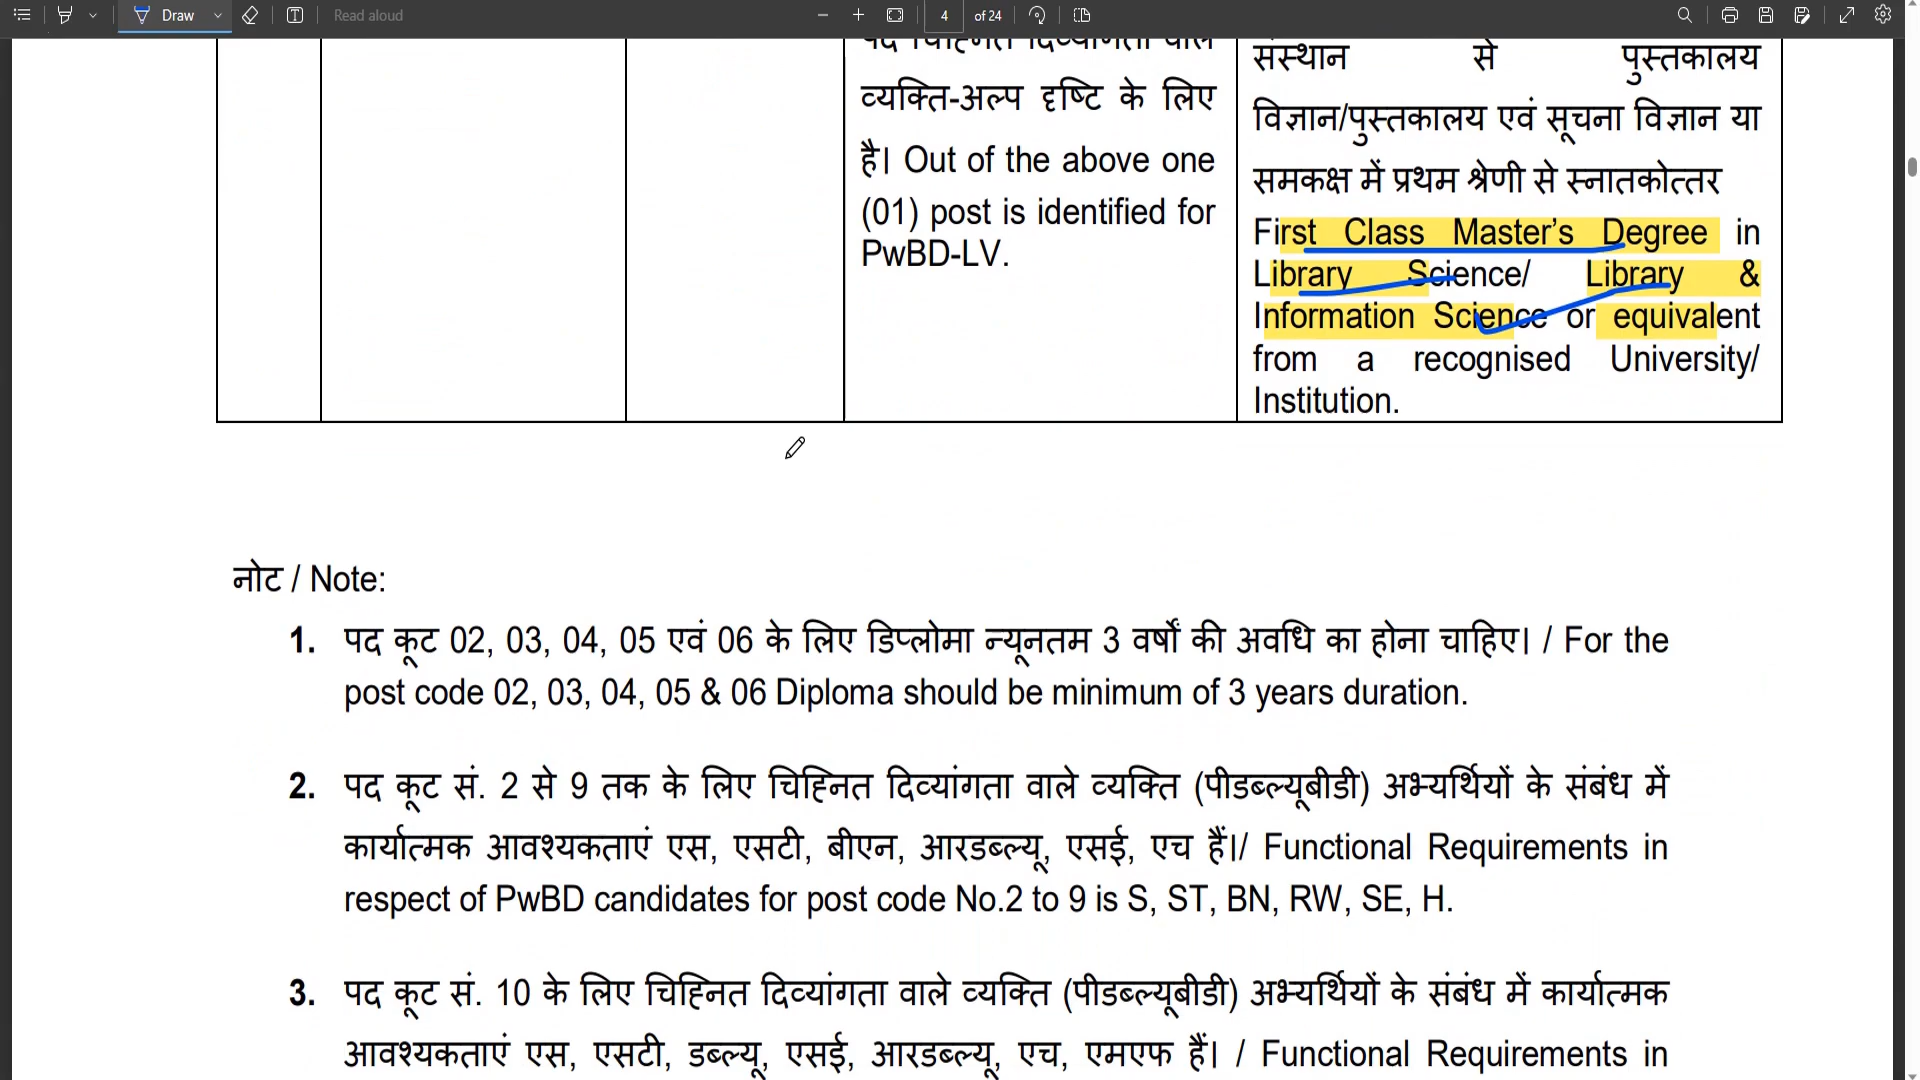 Draw
Read aloud
4 of 24
पद चिह्नित दिव्यांगता वाले
व्यक्ति-अल्प दृष्टि के लिए
है। Out of the above one
(01) post is identified for
PwBD-LV.
संस्थान से पुस्तकालय
विज्ञान/पुस्तकालय एवं सूचना विज्ञान या
समकक्ष में प्रथम श्रेणी से स्नातकोत्तर
First Class Master’s Degree in
Library Science/ Library &
Information Science or equivalent
from a recognised University/
Institution.
नोट / Note:
1. पद कूट 02, 03, 04, 05 एवं 06 के लिए डिप्लोमा न्यूनतम 3 वर्षों की अवधि का होना चाहिए। / For the
post code 02, 03, 04, 05 & 06 Diploma should be minimum of 3 years duration.
2. पद कूट सं. 2 से 9 तक के लिए चिह्नित दिव्यांगता वाले व्यक्ति (पीडब्ल्यूबीडी) अभ्यर्थियों के संबंध में
कार्यात्मक आवश्यकताएं एस, एसटी, बीएन, आरडब्ल्यू, एसई, एच हैं।/ Functional Requirements in
respect of PwBD candidates for post code No.2 to 9 is S, ST, BN, RW, SE, H.
3. पद कूट सं. 10 के लिए चिह्नित दिव्यांगता वाले व्यक्ति (पीडब्ल्यूबीडी) अभ्यर्थियों के संबंध में कार्यात्मक
आवश्यकताएं एस, एसटी, डब्ल्यू, एसई, आरडब्ल्यू, एच, एमएफ हैं। / Functional Requirements in